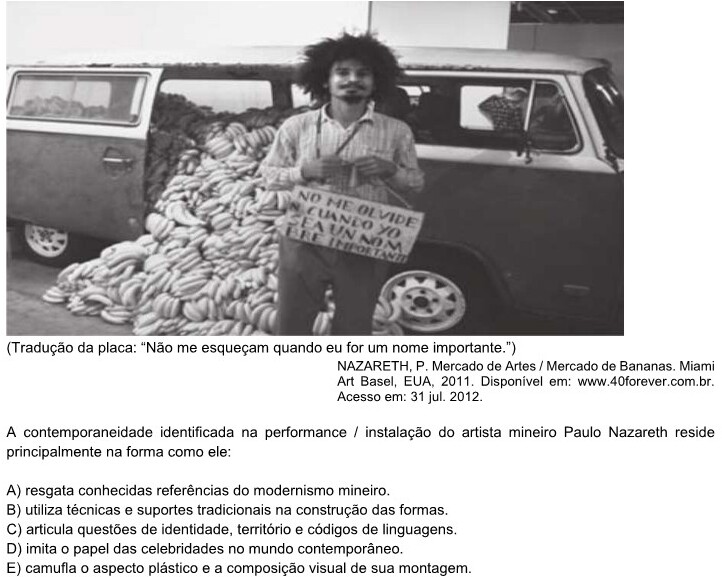 NO ME OLVIDE
CUANDO YO
SEA UN NOM
BRE IMPORTANTE
(Tradução da placa: “Não me esqueçam quando eu for um nome importante.”)
NAZARETH, P. Mercado de Artes / Mercado de Bananas. Miami
Art Basel, EUA, 2011. Disponível em: www.40forever.com.br.
Acesso em: 31 jul. 2012.
A contemporaneidade identificada na performance / instalação do artista mineiro Paulo Nazareth reside
principalmente na forma como ele:
A) resgata conhecidas referências do modernismo mineiro.
B) utiliza técnicas e suportes tradicionais na construção das formas.
C) articula questões de identidade, território e códigos de linguagens.
D) imita o papel das celebridades no mundo contemporâneo.
E) camufla o aspecto plástico e a composição visual de sua montagem.